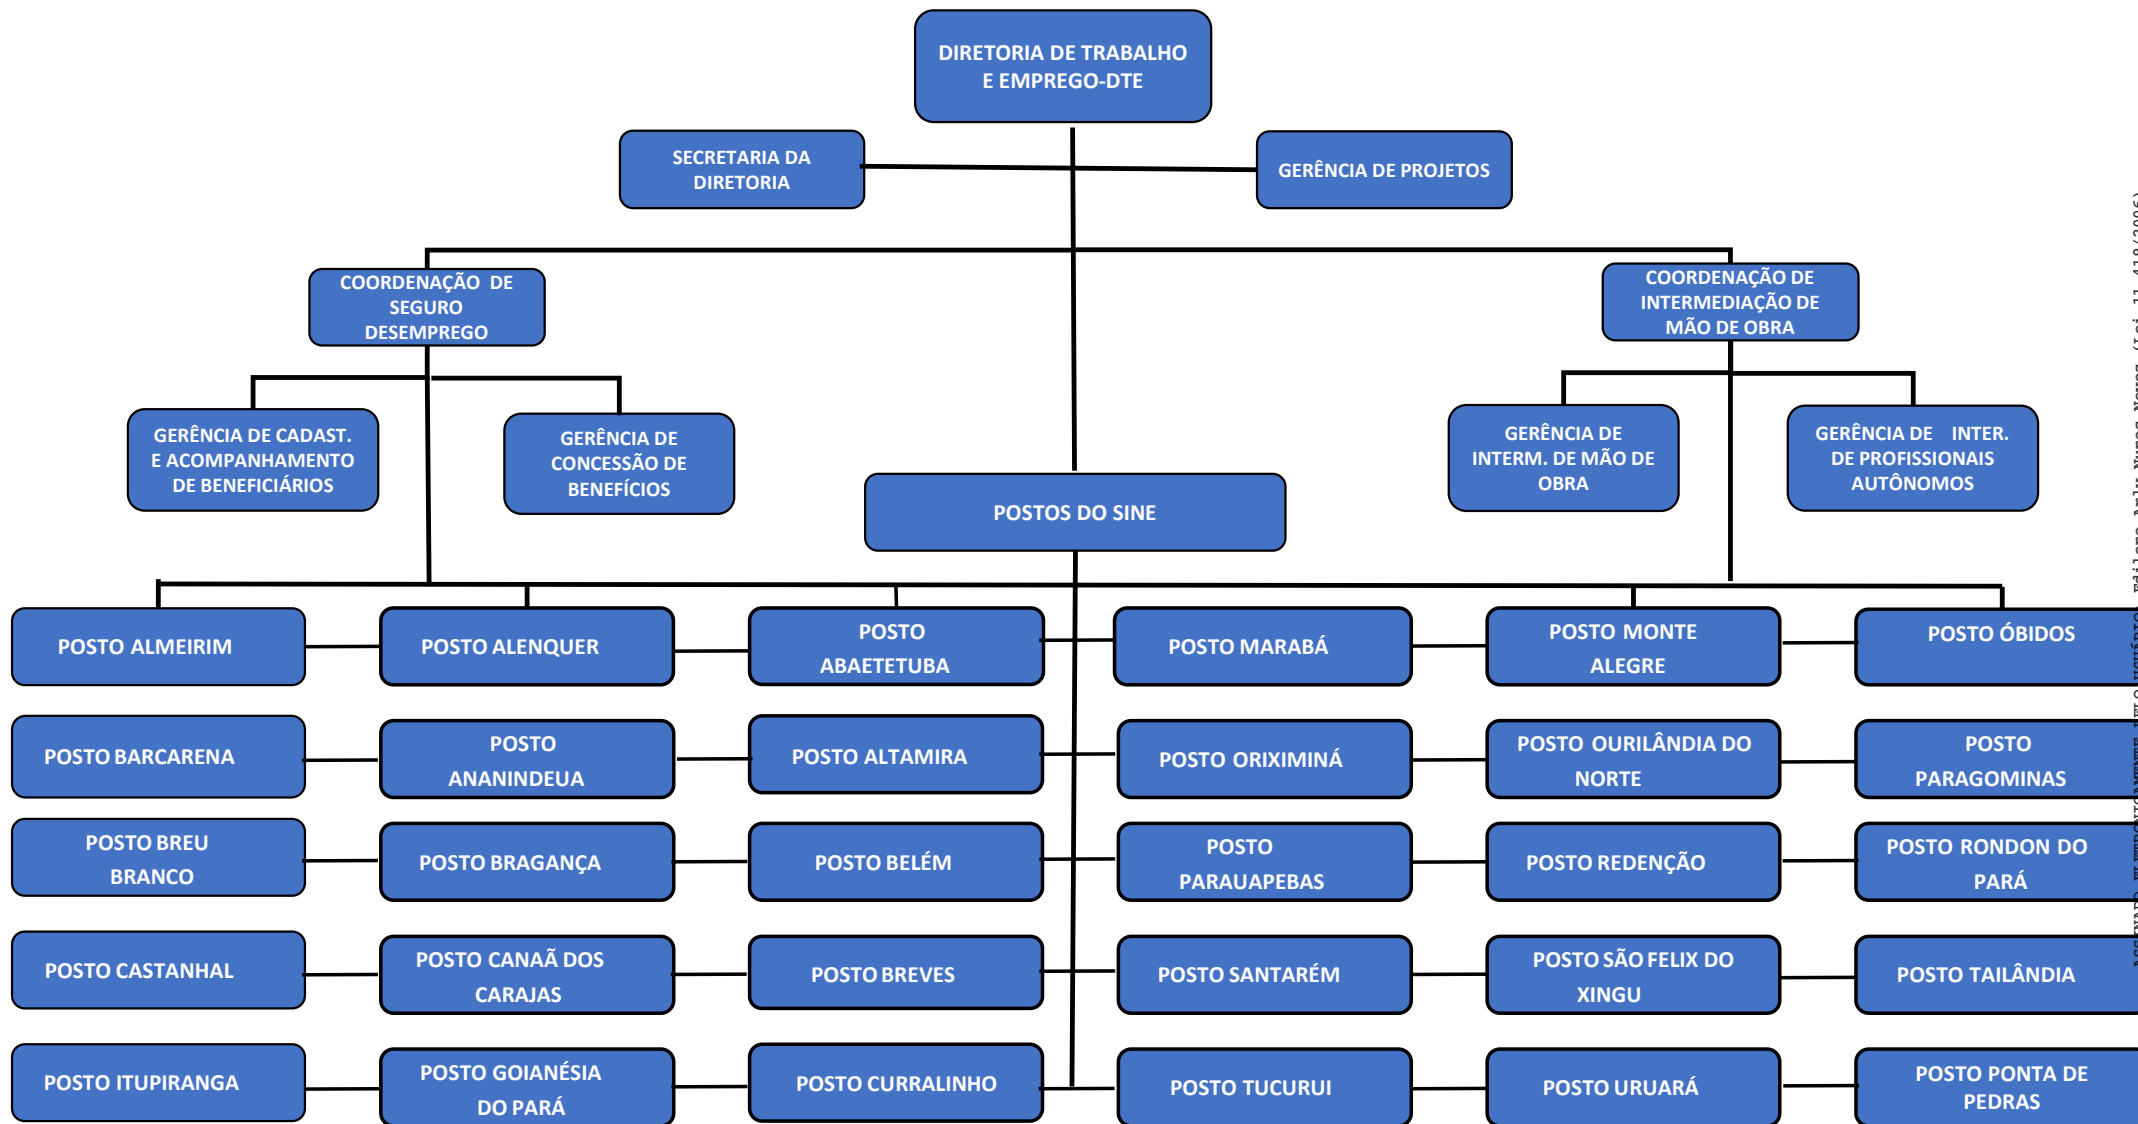 DIRETORIA DE TRABALHO
E EMPREGO-DTE
SECRETARIA DA
DIRETORIA
GERÊNCIA DE PROJETOS
COORDENAÇÃO DE
SEGURO
DESEMPREGO
COORDENAÇÃO DE
INTERMEDIAÇÃO DE
MÃO DE OBRA
GERÊNCIA DE CADAST.
E ACOMPANHAMENTO
DE BENEFICIÁRIOS
GERÊNCIA DE
CONCESSÃO DE
BENEFÍCIOS
GERÊNCIA DE
INTERM. DE MÃO DE
OBRA
GERÊNCIA DE INTER.
DE PROFISSIONAIS
AUTÔNOMOS
POSTOS DO SINE
POSTO ALMEIRIM
POSTO ALENQUER
POSTO
ABAETETUBA
POSTO MARABÁ
POSTO MONTE
ALEGRE
POSTO ÓBIDOS
POSTO BARCARENA
POSTO
ANANINDEUA
POSTO ALTAMIRA
POSTO ORIXIMINÁ
POSTO OURILÂNDIA DO
NORTE
POSTO
PARAGOMINAS
POSTO BREU
BRANCO
POSTO BRAGANÇA
POSTO BELÉM
POSTO
PARAUAPEBAS
POSTO REDENÇÃO
POSTO RONDON DO
PARÁ
POSTO CASTANHAL
POSTO CANAÃ DOS
CARAJAS
POSTO BREVES
POSTO SANTARÉM
POSTO SÃO FELIX DO
XINGU
POSTO TAILÂNDIA
POSTO ITUPIRANGA
POSTO GOIANÉSIA
DO PARÁ
POSTO CURRALINHO
POSTO TUCURUI
POSTO URUARÁ
POSTO PONTA DE
PEDRAS